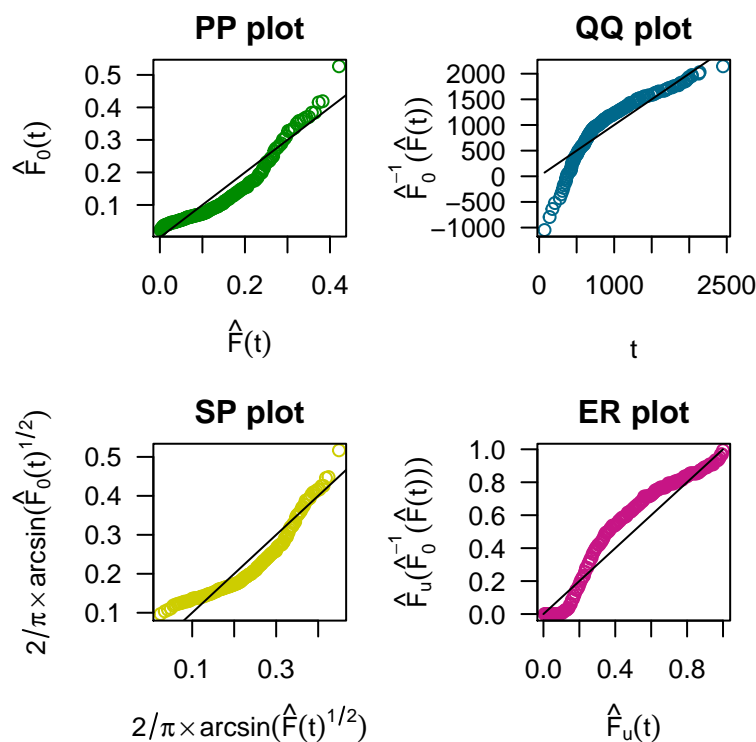 PP plot
F̂₀(t)
0.5
0.4
0.3
0.2
0.1
0.0 0.2 0.4
F̂(t)
QQ plot
F̂₀⁻¹(F̂(t))
2000
1500
1000
500
0
−500
−1000
0 1000 2500
t
SP plot
2/π×arcsin(F̂₀(t)^1/2)
0.5
0.4
0.3
0.2
0.1
0.1 0.3
2/π×arcsin(F̂(t)^1/2)
ER plot
F̂ᵤ(F̂₀⁻¹(F̂(t)))
1.0
0.8
0.6
0.4
0.2
0.0
0.0 0.4 0.8
F̂ᵤ(t)